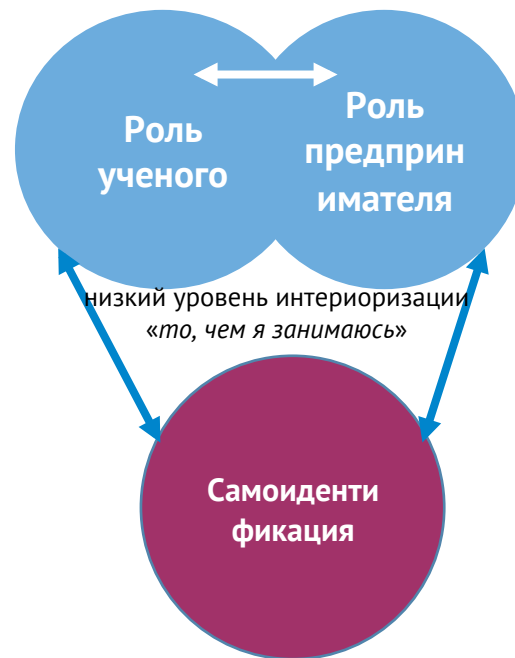 Роль
ученого
Роль
предприн
имателя
низкий уровень интериоризации
«то, чем я занимаюсь»
Самоиденти
фикация